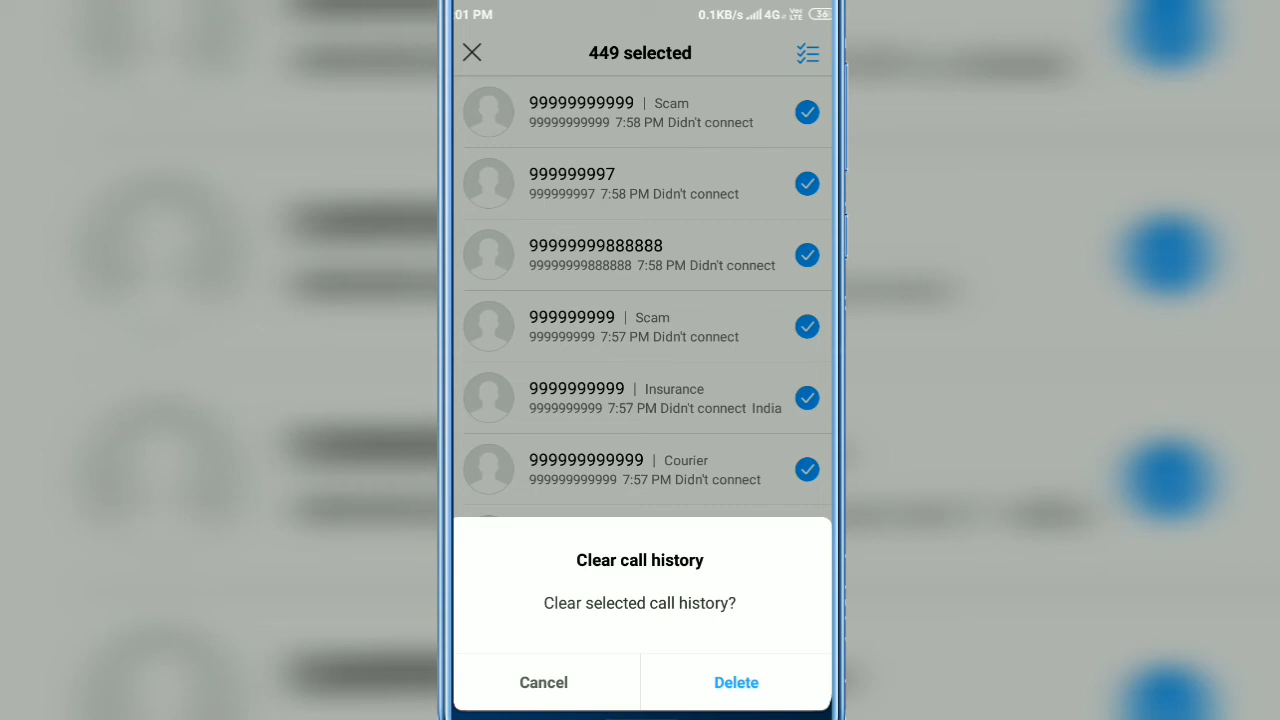 :01 PM 0.1KB/s 4G Vo LTE 36
449 selected
99999999999 | Scam
99999999999 7:58 PM Didn't connect
999999997
999999997 7:58 PM Didn't connect
99999999888888
99999999888888 7:58 PM Didn't connect
999999999 | Scam
999999999 7:57 PM Didn't connect
9999999999 | Insurance
9999999999 7:57 PM Didn't connect India
999999999999 | Courier
999999999999 7:57 PM Didn't connect
Clear call history
Clear selected call history?
Cancel Delete